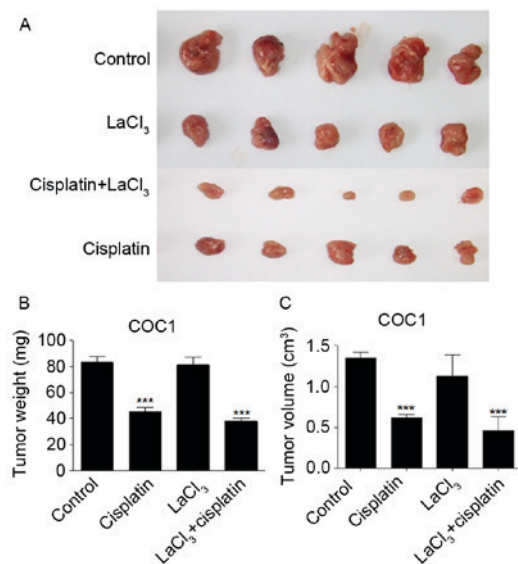 A
Control
LaCl₃
Cisplatin+LaCl₃
Cisplatin
B
COC1
Tumor weight (mg)
100
80
60
40
20
0
***
***
Control
Cisplatin
LaCl₃
LaCl₃+cisplatin
C
COC1
Tumor volume (cm³)
1.5
1.0
0.5
0.0
***
***
Control
Cisplatin
LaCl₃
LaCl₃+cisplatin